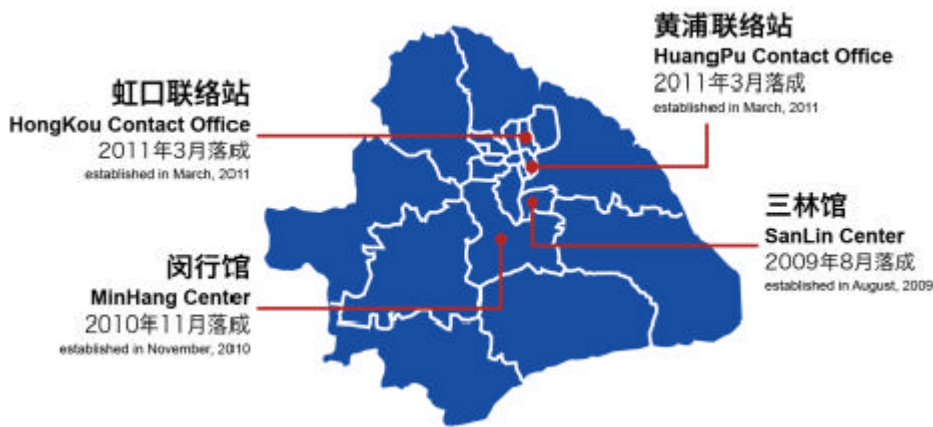 黄浦联络站
HuangPu Contact Office
2011年3月落成
established in March, 2011
虹口联络站
HongKou Contact Office
2011年3月落成
established in March, 2011
三林馆
SanLin Center
2009年8月落成
established in August, 2009
闵行馆
MinHang Center
2010年11月落成
established in November, 2010